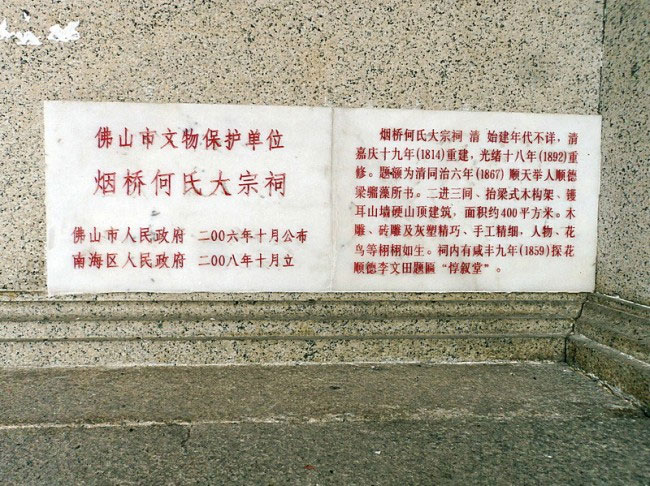 佛山市文物保护单位
烟桥何氏大宗祠
佛山市人民政府 二00六年十月公布
南海区人民政府 二00八年十月立
烟桥何氏大宗祠 清 始建年代不详，清
嘉庆十九年(1814)重建，光绪十八年(1892)重
修。题额为清同治六年(1867) 顺天举人顺德
梁骝藻所书。二进三间、抬梁式木构架、镬
耳山墙硬山顶建筑，面积约400平方米。木
雕、砖雕及灰塑精巧、手工精细，人物、花
鸟等栩栩如生。祠内有咸丰九年(1859)探花
顺德李文田题匾“惇叙堂”。